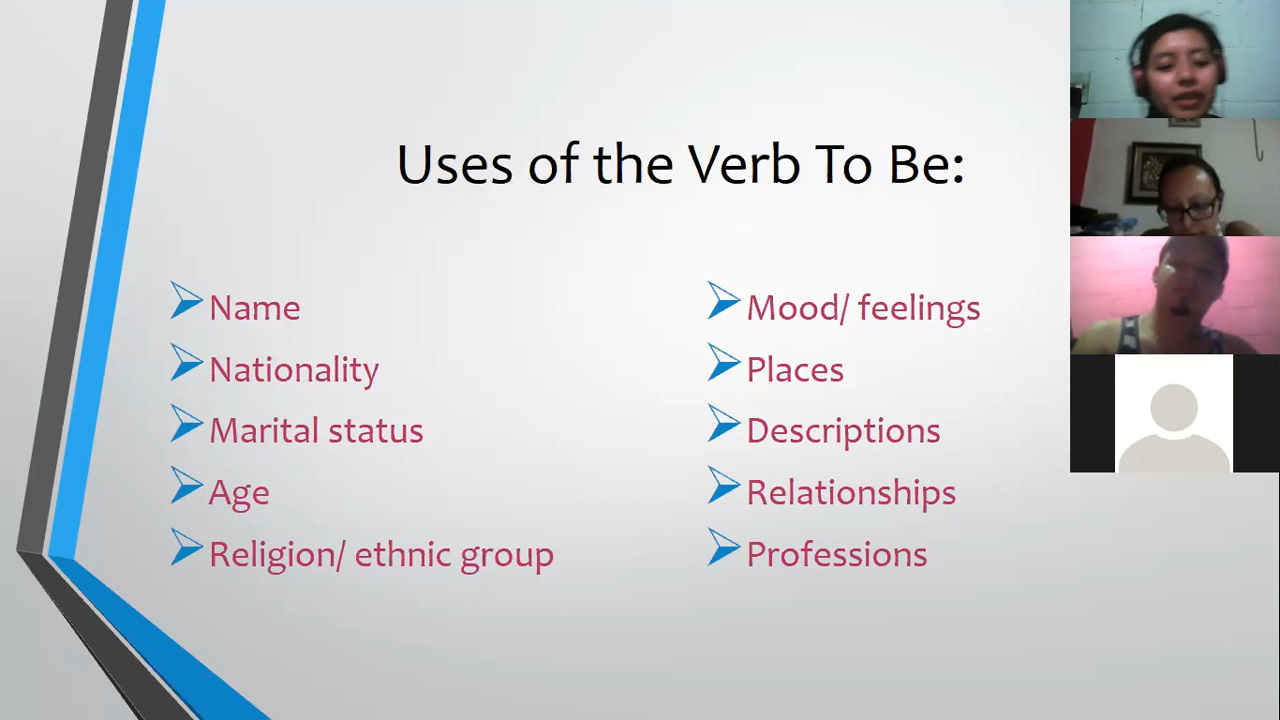 Uses of the Verb To Be:
Name
Nationality
Marital status
Age
Religion/ ethnic group
Mood/ feelings
Places
Descriptions
Relationships
Professions